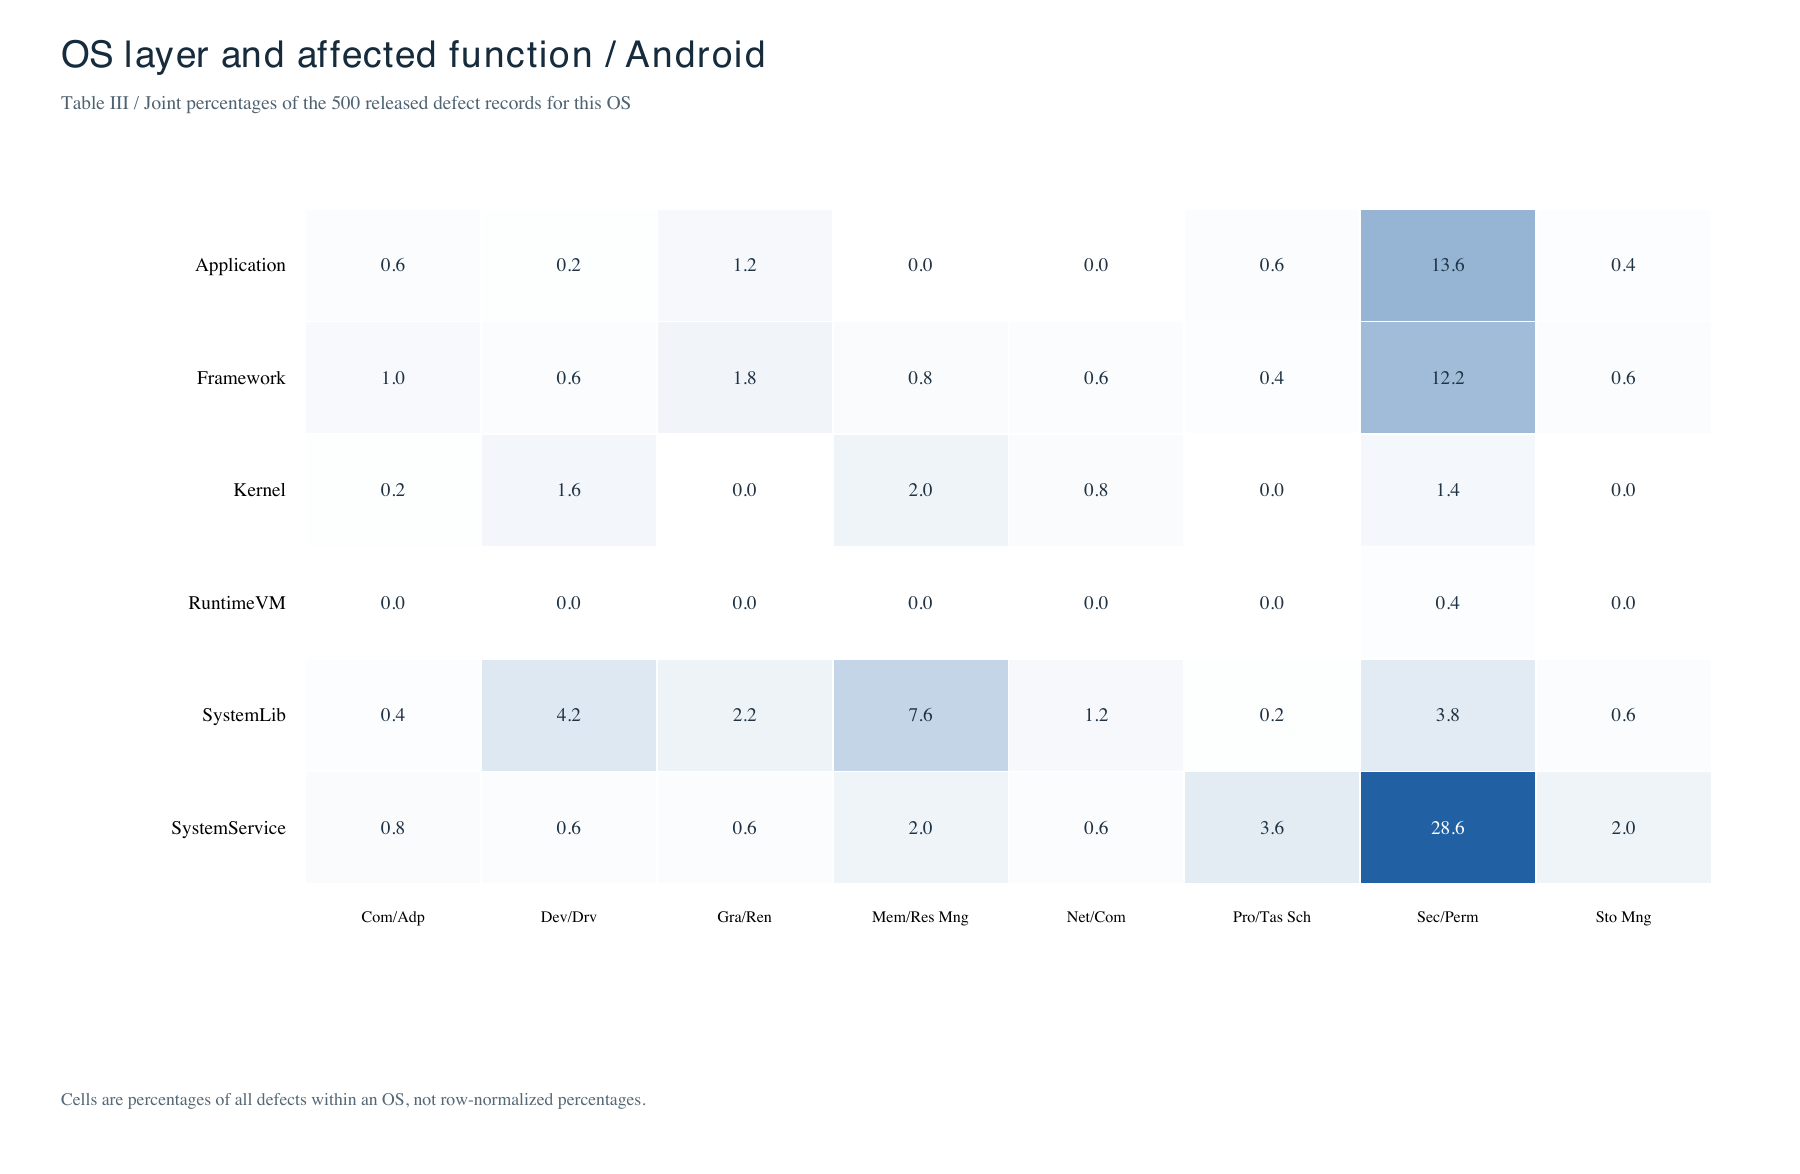 OS layer and affected function / Android
Table III / Joint percentages of the 500 released defect records for this OS
Application 0.6 0.2 1.2 0.0 0.0 0.6 13.6 0.4
Framework 1.0 0.6 1.8 0.8 0.6 0.4 12.2 0.6
Kernel 0.2 1.6 0.0 2.0 0.8 0.0 1.4 0.0
RuntimeVM 0.0 0.0 0.0 0.0 0.0 0.0 0.4 0.0
SystemLib 0.4 4.2 2.2 7.6 1.2 0.2 3.8 0.6
SystemService 0.8 0.6 0.6 2.0 0.6 3.6 28.6 2.0
Com/Adp Dev/Drv Gra/Ren Mem/Res Mng Net/Com Pro/Tas Sch Sec/Perm Sto Mng
Cells are percentages of all defects within an OS, not row-normalized percentages.